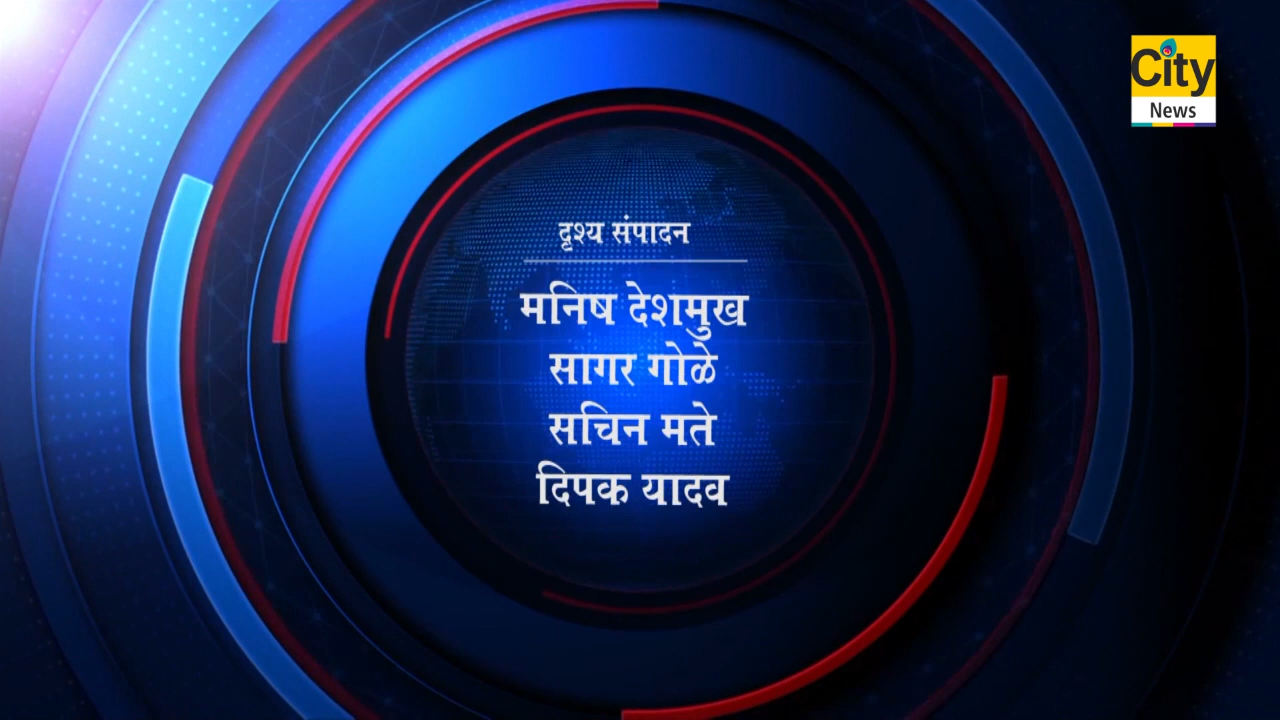 City
News
दृश्य संपादन
मनिष देशमुख
सागर गोळे
सचिन मते
दिपक यादव